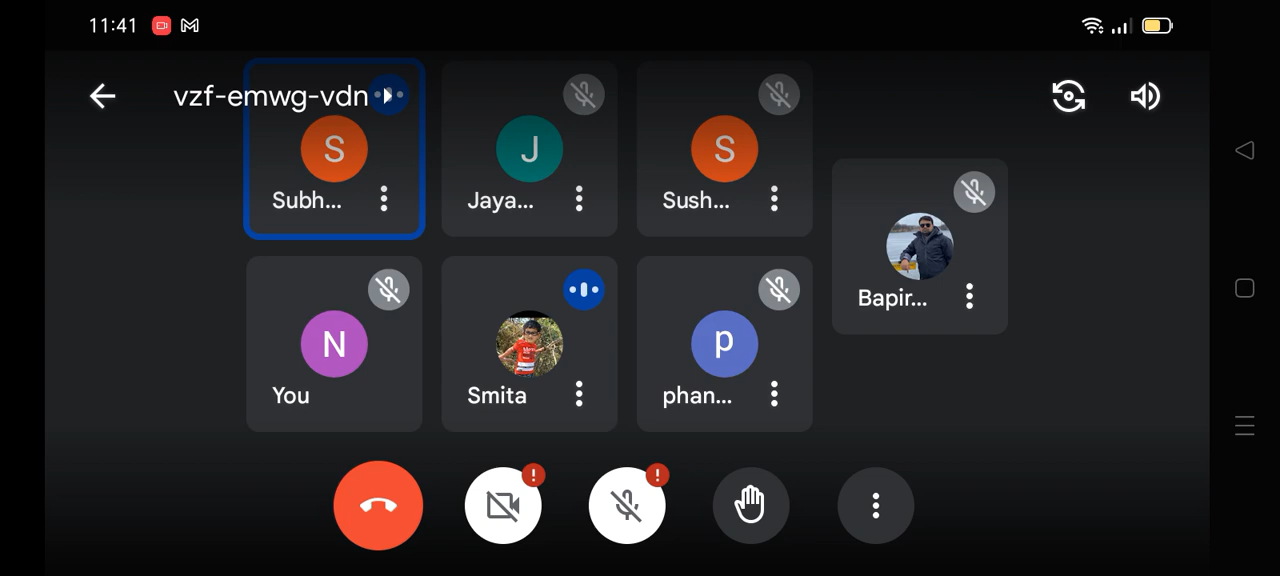 11:41
vzf-emwg-vdn
S
J
S
Subh...
Jaya...
Sush...
Bapir...
N
p
You
Smita
phan...